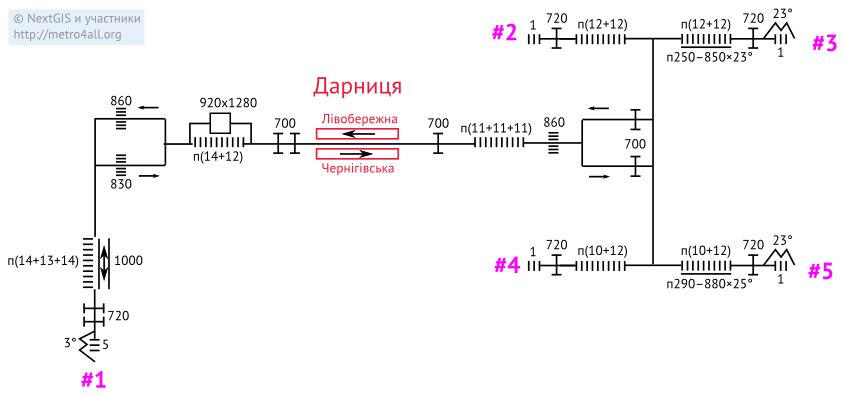 © NextGIS и участники
http://metro4all.org
#2
1
720
п(12+12)
п(12+12)
720
23°
1
#3
п250–850×23°
Дарниця
860
920x1280
700
Лівобережна
700
п(11+11+11)
860
700
п(14+12)
Чернігівська
830
п(14+13+14)
1000
720
3°
5
#1
#4
1
720
п(10+12)
п(10+12)
720
23°
1
#5
п290–880×25°